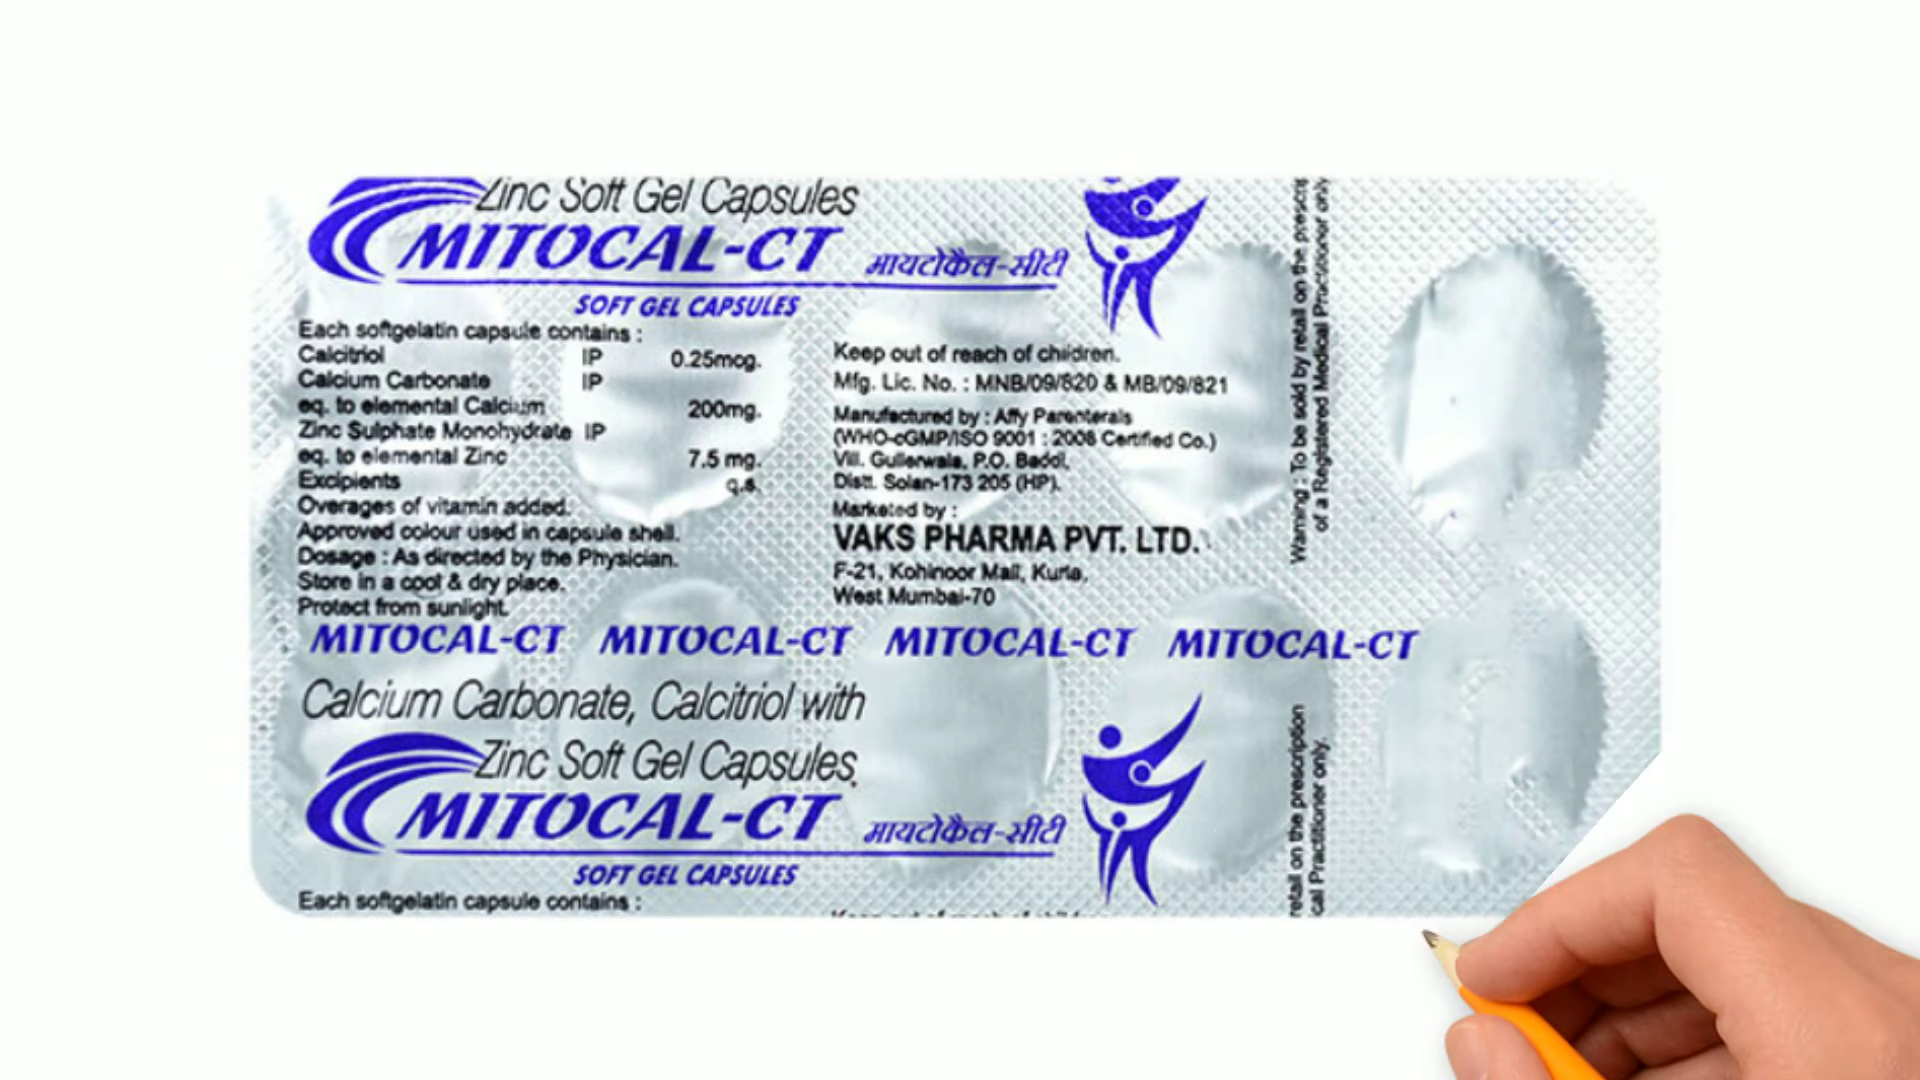 Zinc Soft Gel Capsules
MITOCAL-CT मायटोकैल-सीटी
SOFT GEL CAPSULES
Each softgelatin capsule contains :
Calcitriol IP 0.25mcg.
Calcium Carbonate IP
eq. to elemental Calcium 200mg.
Zinc Sulphate Monohydrate IP
eq. to elemental Zinc 7.5 mg.
Excipients q.s.
Overages of vitamin added.
Approved colour used in capsule shell.
Dosage : As directed by the Physician.
Store in a cool & dry place.
Protect from sunlight.
Keep out of reach of children.
Mfg. Lic. No. : MNB/09/820 & MB/09/821
Manufactured by : Affy Parenterals
(WHO-cGMP/ISO 9001 : 2008 Certified Co.)
Vill. Gullerwala, P.O. Baddi,
Distt. Solan-173 205 (HP).
Marketed by :
VAKS PHARMA PVT. LTD.
F-21, Kohinoor Mall, Kurla,
West Mumbai-70
Warning : To be sold by retail on the
of a Registered Medical Practitioner only
MITOCAL-CT MITOCAL-CT MITOCAL-CT MITOCAL-CT
Calcium Carbonate, Calcitriol with
Zinc Soft Gel Capsules
MITOCAL-CT मायटोकैल-सीटी
SOFT GEL CAPSULES
Each softgelatin capsule contains :
retail on the prescription
Practitioner only.